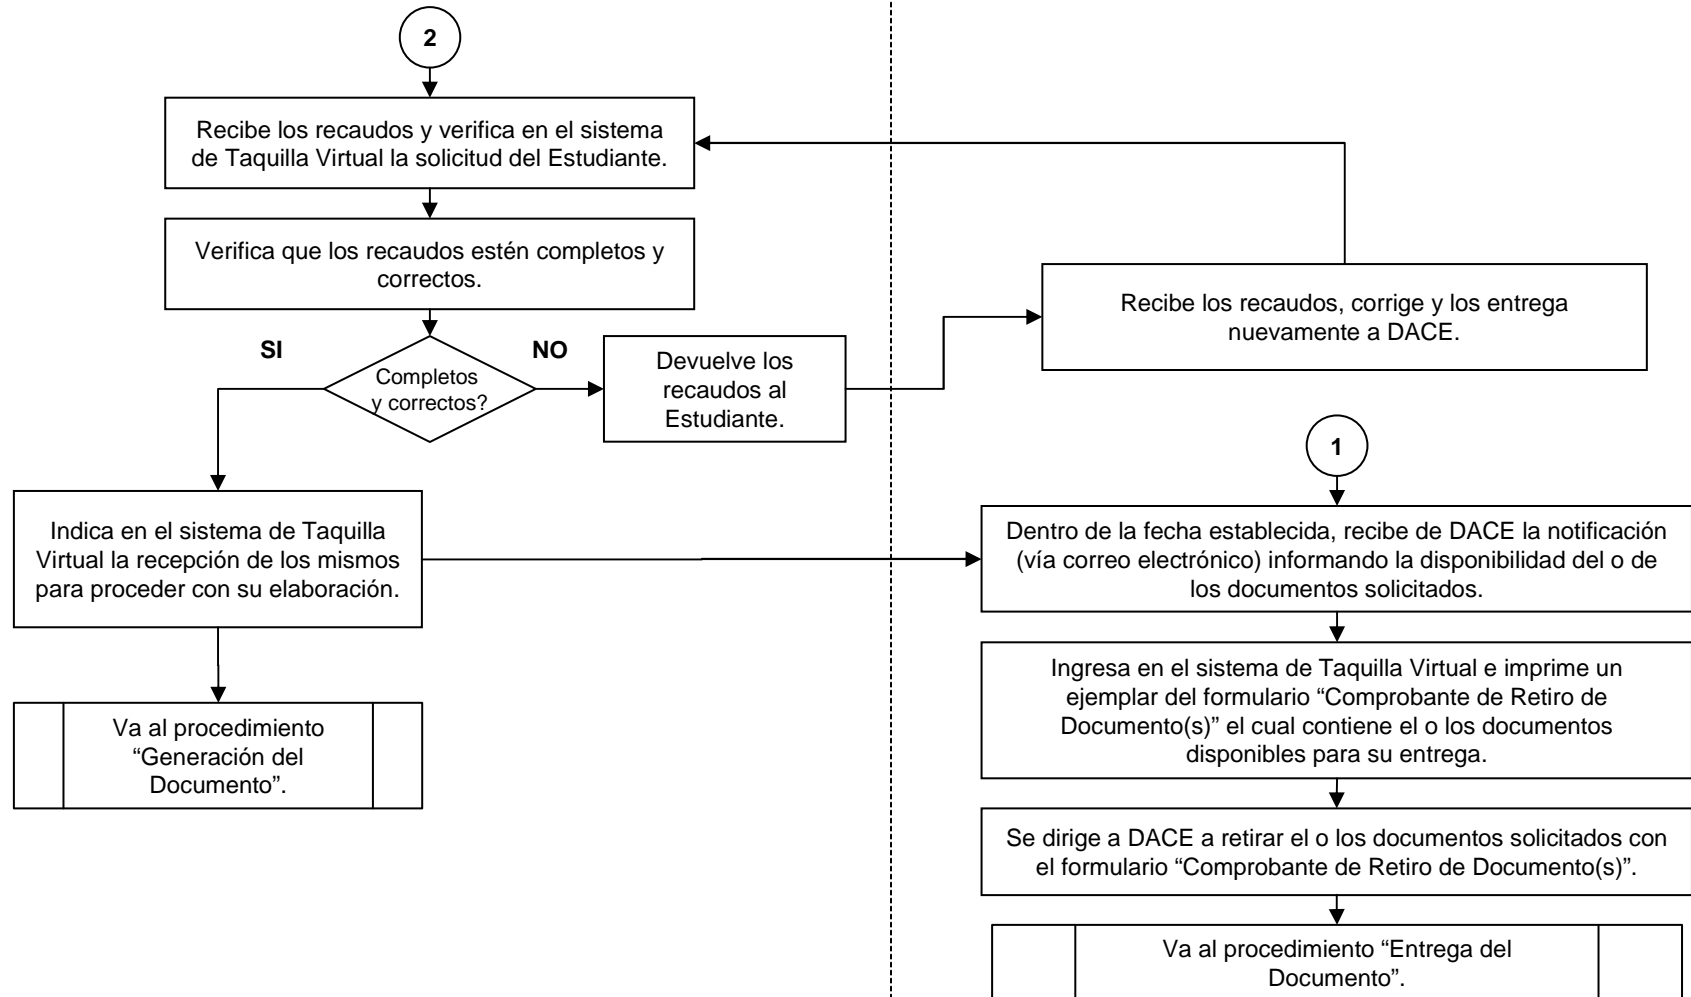 2
Recibe los recaudos y verifica en el sistema
de Taquilla Virtual la solicitud del Estudiante.
Verifica que los recaudos estén completos y
correctos.
SI
NO
Completos
y correctos?
Devuelve los
recaudos al
Estudiante.
Recibe los recaudos, corrige y los entrega
nuevamente a DACE.
Indica en el sistema de Taquilla
Virtual la recepción de los mismos
para proceder con su elaboración.
Va al procedimiento
“Generación del
Documento”.
1
Dentro de la fecha establecida, recibe de DACE la notificación
(vía correo electrónico) informando la disponibilidad del o de
los documentos solicitados.
Ingresa en el sistema de Taquilla Virtual e imprime un
ejemplar del formulario “Comprobante de Retiro de
Documento(s)” el cual contiene el o los documentos
disponibles para su entrega.
Se dirige a DACE a retirar el o los documentos solicitados con
el formulario “Comprobante de Retiro de Documento(s)”.
Va al procedimiento “Entrega del
Documento”.